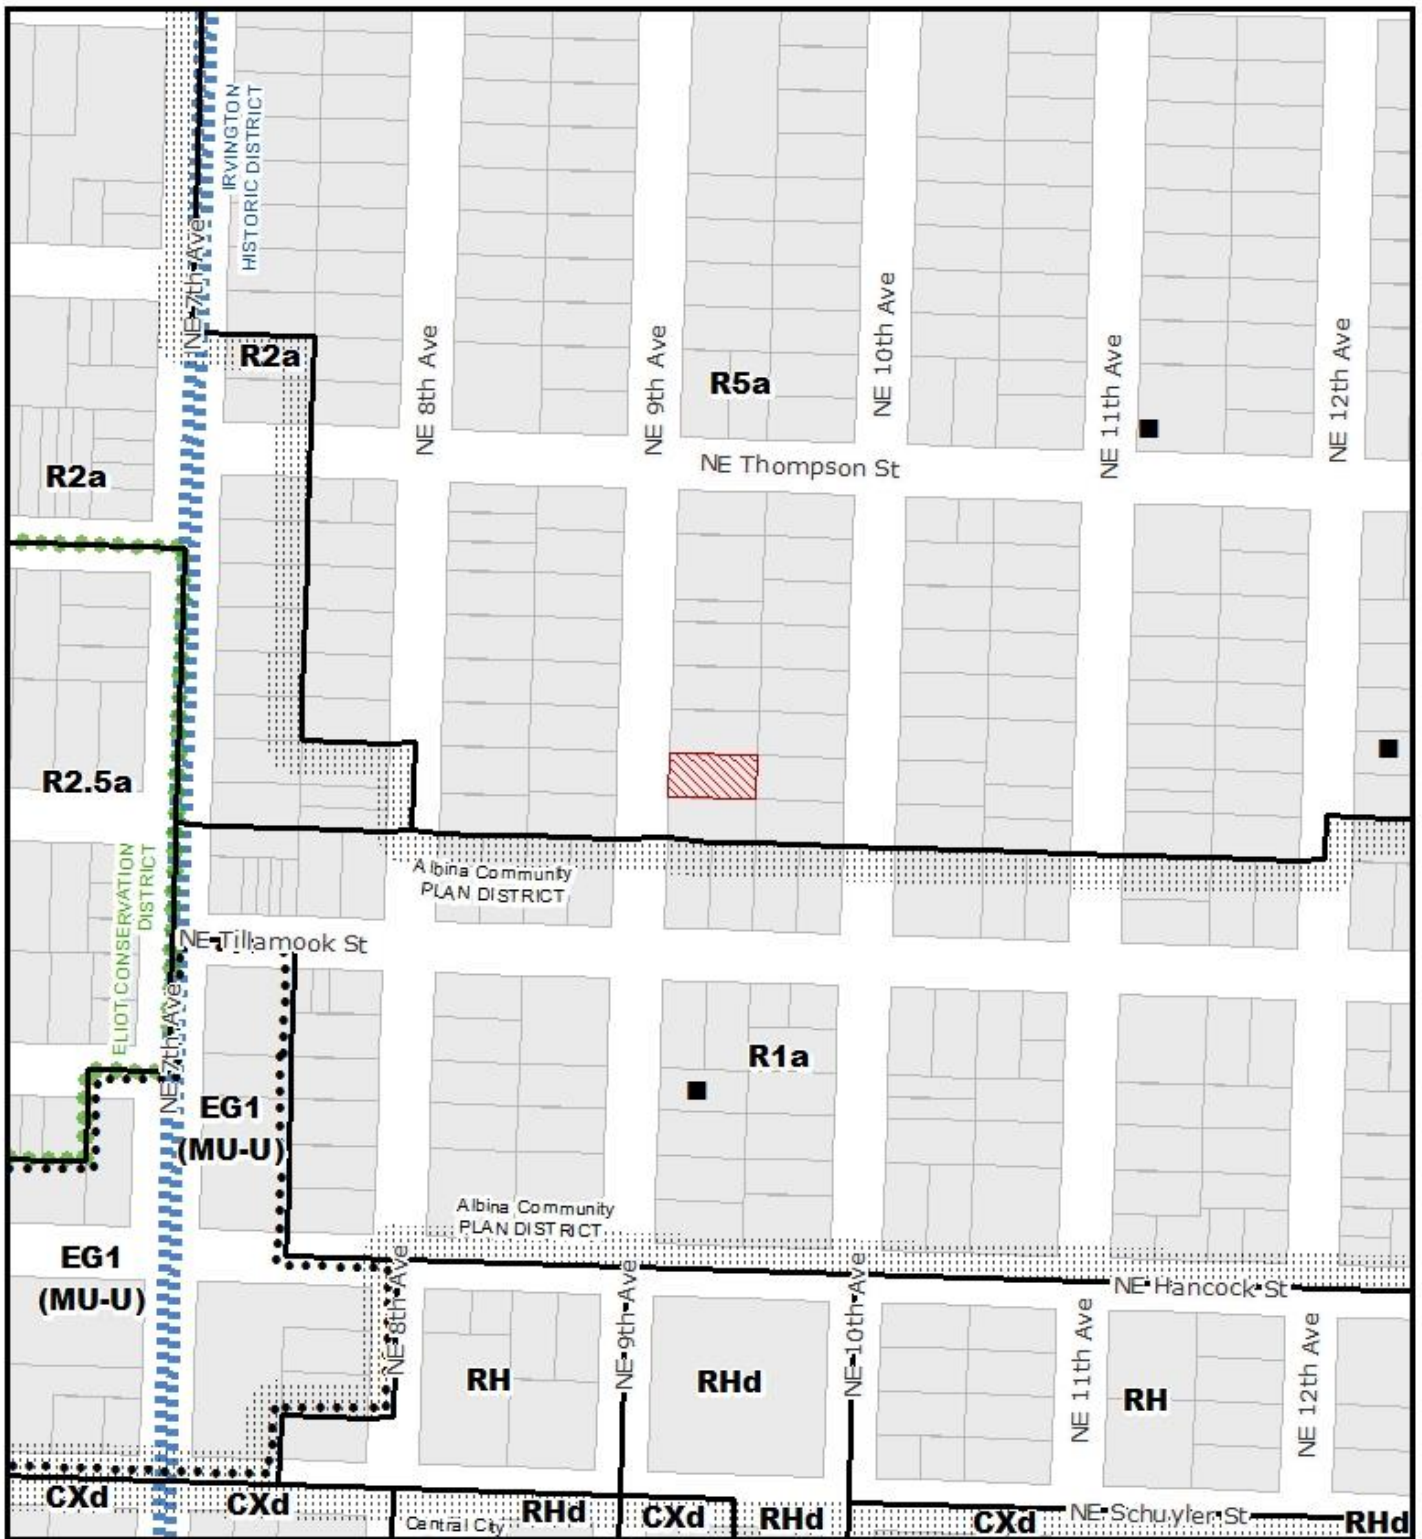 IRVINGTON
HISTORIC DISTRICT
NE 7th Ave
R2a
R5a
NE 8th Ave
NE 9th Ave
NE 10th Ave
NE 11th Ave
NE 12th Ave
R2a
NE Thompson St
R2.5a
ELIOT CONSERVATION
DISTRICT
Albina Community
PLAN DISTRICT
NE Tillamook St
NE 7th Ave
R1a
EG1
(MU-U)
Albina Community
PLAN DISTRICT
EG1
(MU-U)
NE Hancock St
NE 8th Ave
NE 9th Ave
NE 10th Ave
NE 11th Ave
NE 12th Ave
RH
RHd
RH
CXd
CXd
Central City
RHd
CXd
RHd
CXd
NE Schuyler St
RHd